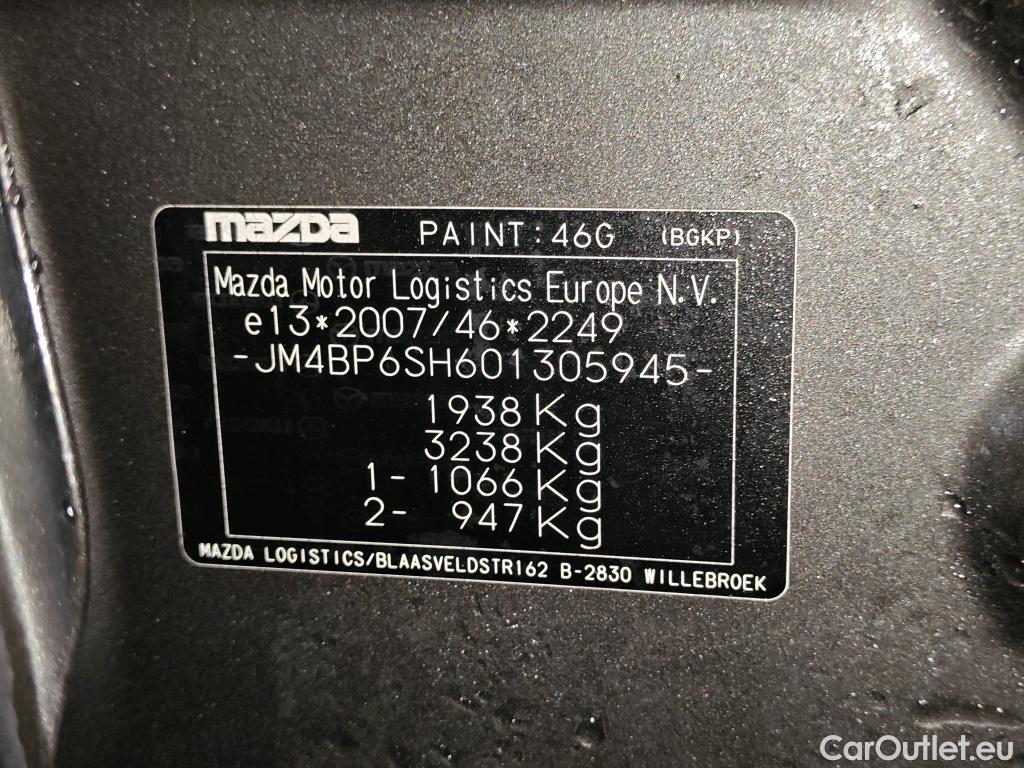 mazda PAINT: 46G (BGKP)
Mazda Motor Logistics Europe N.V.
e13*2007/46*2249
-JM4BP6SH601305945-
1938 Kg
3238 Kg
1- 1066 Kg
2- 947 Kg
MAZDA LOGISTICS/BLAASVELDSTR162 B-2830 WILLEBROEK
CarOutlet.eu